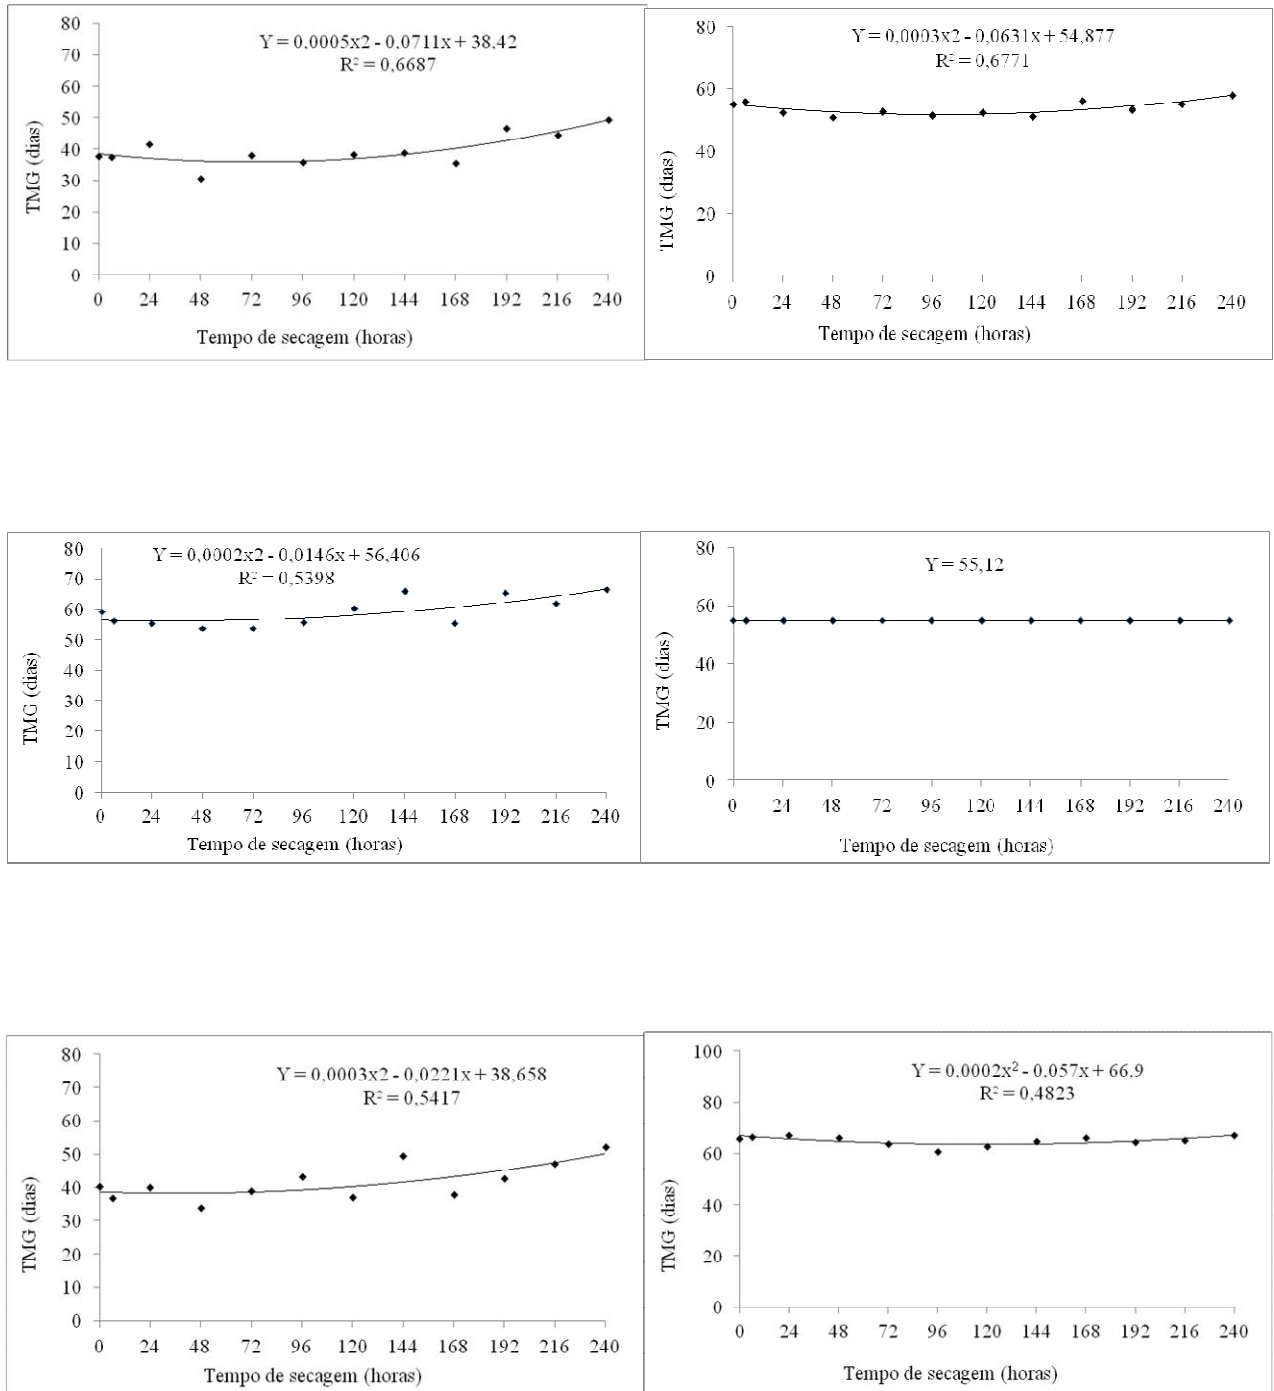 Y = 0,0005x2 - 0,0711x + 38,42
R² = 0,6687
80
70
60
50
40
30
20
10
0
TMG (dias)
0 24 48 72 96 120 144 168 192 216 240
Tempo de secagem (horas)
Y = 0,0003x2 - 0,0631x + 54,877
R² = 0,6771
80
60
40
20
0
TMG (dias)
0 24 48 72 96 120 144 168 192 216 240
Tempo de secagem (horas)
Y = 0,0002x2 - 0,0146x + 56,406
R² = 0,5398
80
70
60
50
40
30
20
10
0
TMG (dias)
0 24 48 72 96 120 144 168 192 216 240
Tempo de secagem (horas)
Y = 55,12
80
60
40
20
0
TMG (dias)
0 24 48 72 96 120 144 168 192 216 240
Tempo de secagem (horas)
Y = 0,0003x2 - 0,0221x + 38,658
R² = 0,5417
80
70
60
50
40
30
20
10
0
TMG (dias)
0 24 48 72 96 120 144 168 192 216 240
Tempo de secagem (horas)
Y = 0,0002x² - 0,057x + 66,9
R² = 0,4823
100
80
60
40
20
0
TMG (dias)
0 24 48 72 96 120 144 168 192 216 240
Tempo de secagem (horas)